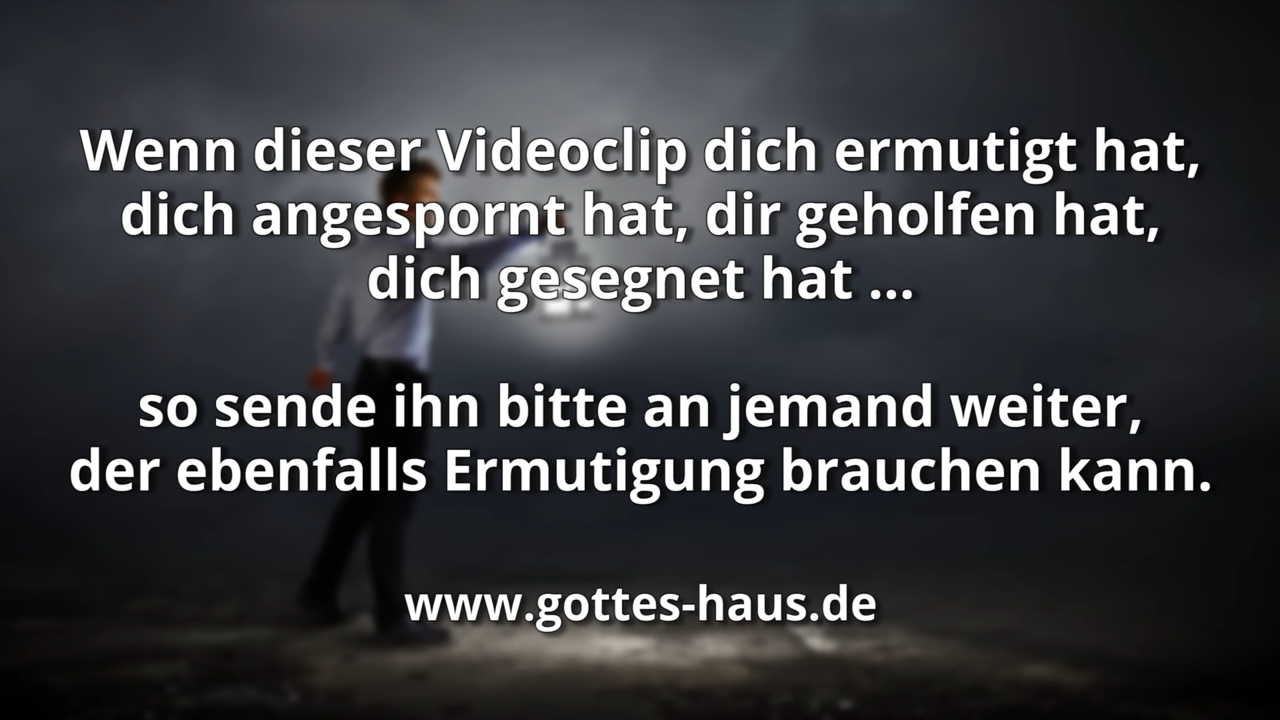 Wenn dieser Videoclip dich ermutigt hat,
dich angespornt hat, dir geholfen hat,
dich gesegnet hat ...
so sende ihn bitte an jemand weiter,
der ebenfalls Ermutigung brauchen kann.
www.gottes-haus.de